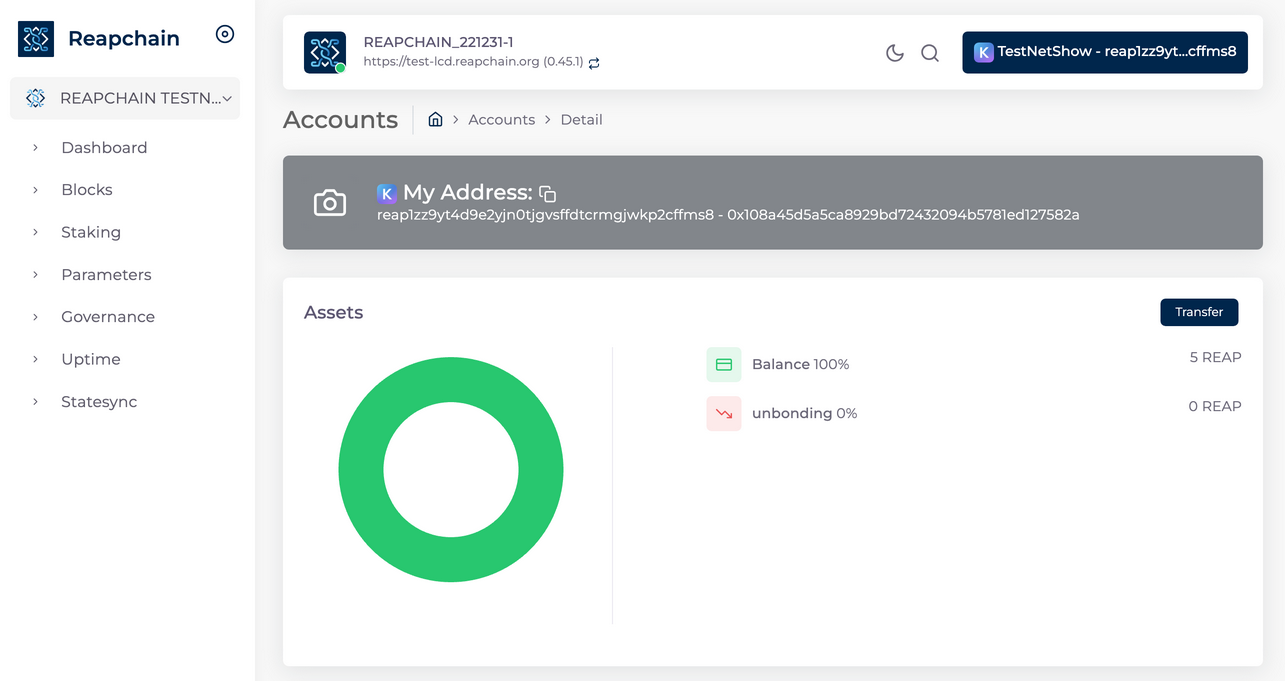 Reapchain
REAPCHAIN TESTN...
Dashboard
Blocks
Staking
Parameters
Governance
Uptime
Statesync
REAPCHAIN_221231-1
https://test-lcd.reapchain.org (0.45.1)
K TestNetShow - reap1zz9yt...cffms8
Accounts
Accounts
Detail
K My Address:
reap1zz9yt4d9e2yjn0tjgvsffdtcrmgjwkp2cffms8 - 0x108a45d5a5ca8929bd72432094b5781ed127582a
Assets
Transfer
Balance 100%
5 REAP
unbonding 0%
0 REAP